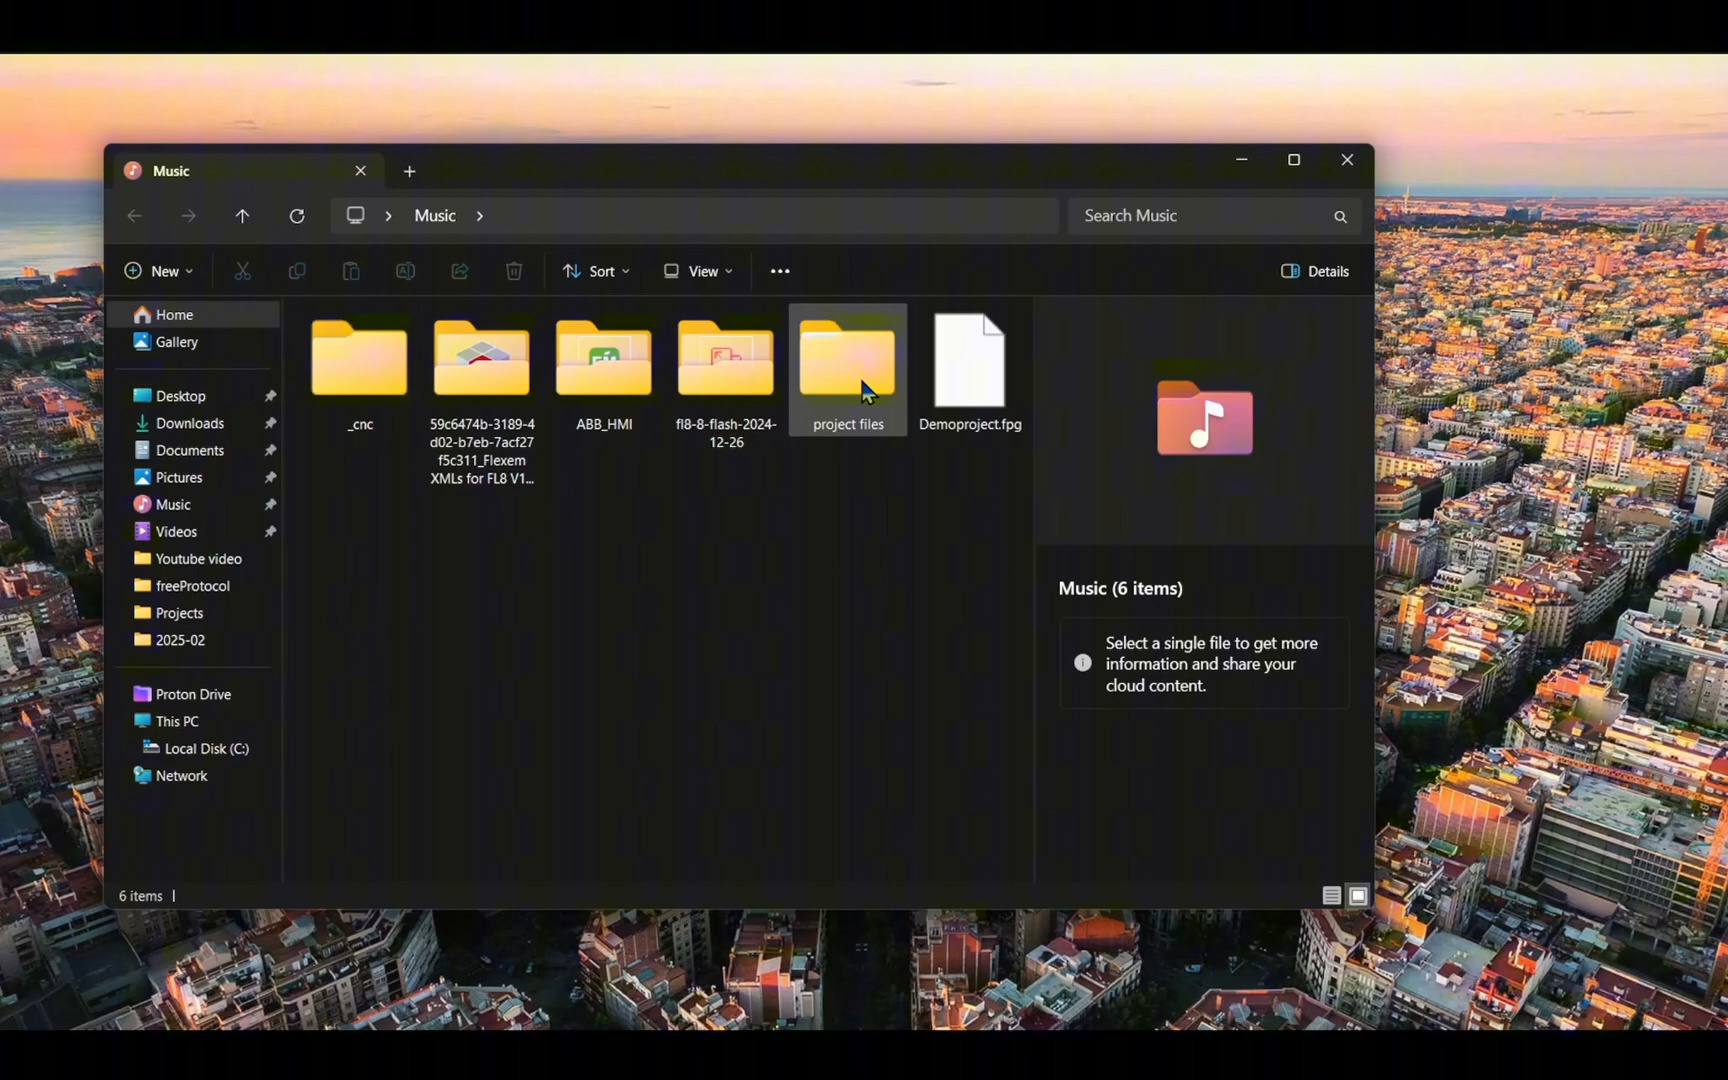 Music
Music
Search Music
New
Sort
View
Details
Home
Gallery
Desktop
Downloads
Documents
Pictures
Music
Videos
Youtube video
freeProtocol
Projects
2025-02
Proton Drive
This PC
Local Disk (C:)
Network
_cnc
59c6474b-3189-4
d02-b7eb-7acf27
f5c311_Flexem
XMLs for FL8 V1...
ABB_HMI
fl8-8-flash-2024-
12-26
project files
Demoproject.fpg
Music (6 items)
Select a single file to get more
information and share your
cloud content.
6 items